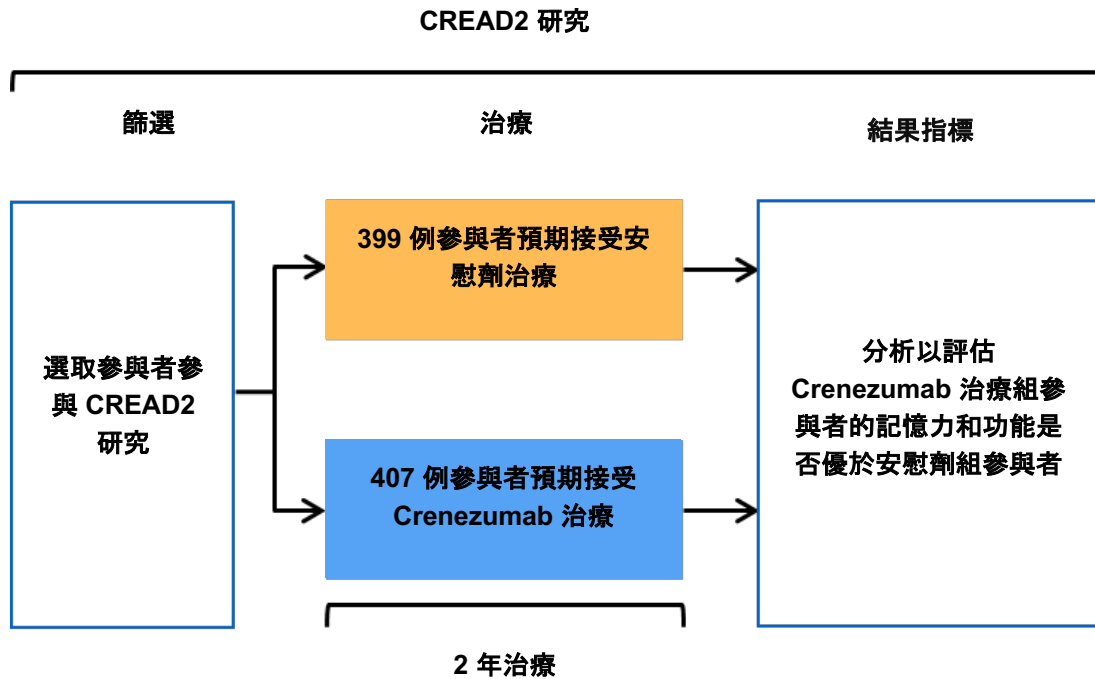 CREAD2 研究
篩選
治療
結果指標
選取參與者參
與 CREAD2
研究
399 例參與者預期接受安
慰劑治療
407 例參與者預期接受
Crenezumab 治療
分析以評估
Crenezumab 治療組參
與者的記憶力和功能是
否優於安慰劑組參與者
2 年治療